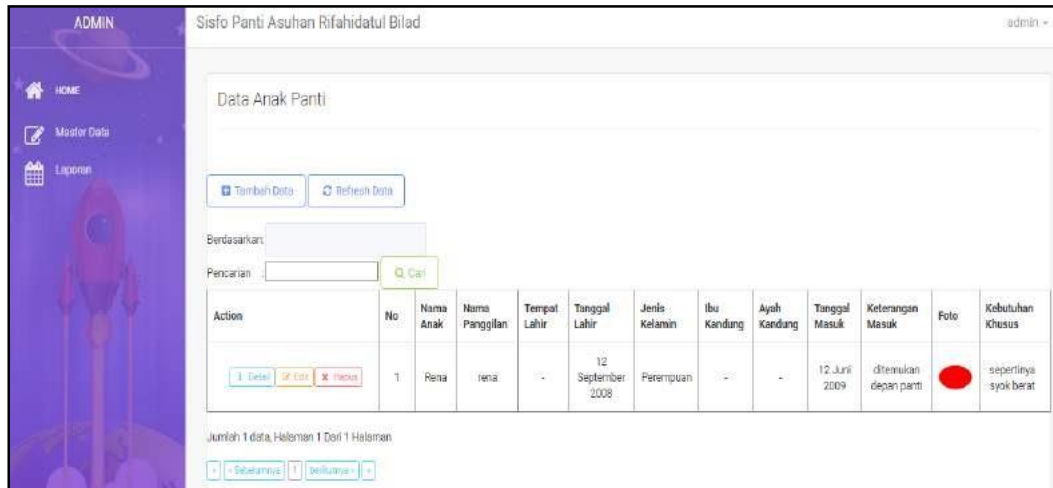 ADMIN
Sisfo Panti Asuhan Rifahidatul Bilad
admin
HOME
Master Data
Laporan
Data Anak Panti
Tambah Data
Refresh Data
Berdasarkan:
Pencarian :
Cari
Action No Nama Anak Nama Panggilan Tempat Lahir Tanggal Lahir Jenis Kelamin Ibu Kandung Ayah Kandung Tanggal Masuk Keterangan Masuk Foto Kebutuhan Khusus
Detail Edit Hapus 1 Rena rena - 12 September 2008 Perempuan - - 12 Juni 2009 ditemukan depan panti sepertinya syok berat
Jumlah 1 data, Halaman 1 Dari 1 Halaman
« ‹ Sebelumnya 1 berikutnya › »